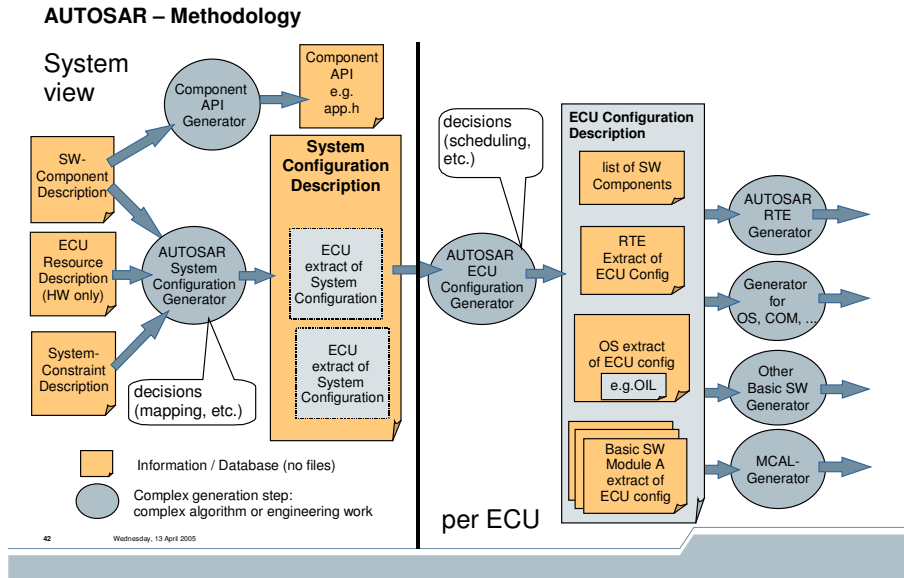 AUTOSAR – Methodology
System
view
Component
API
Generator
Component
API
e.g.
app.h
SW-
Component
Description
ECU
Resource
Description
(HW only)
System-
Constraint
Description
AUTOSAR
System
Configuration
Generator
decisions
(mapping, etc.)
System
Configuration
Description
ECU
extract of
System
Configuration
ECU
extract of
System
Configuration
decisions
(scheduling,
etc.)
AUTOSAR
ECU
Configuration
Generator
ECU Configuration
Description
list of SW
Components
RTE
Extract of
ECU Config
OS extract
of ECU config
e.g.OIL
Basic SW
Module A
extract of
ECU config
AUTOSAR
RTE
Generator
Generator
for
OS, COM, ...
Other
Basic SW
Generator
MCAL-
Generator
Information / Database (no files)
Complex generation step:
complex algorithm or engineering work
per ECU
42 Wednesday, 13 April 2005